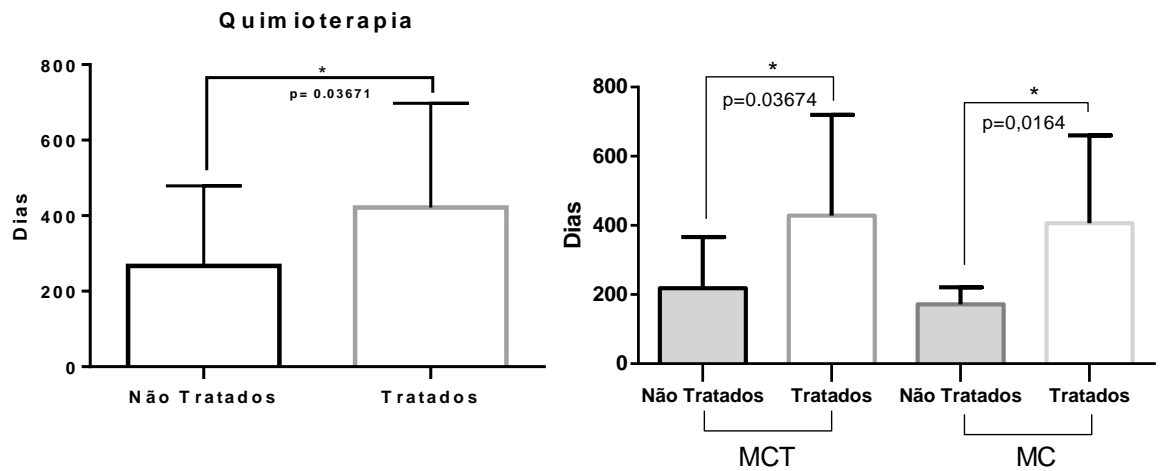 Quimioterapia
800
600
400
200
0
Dias
*
p= 0.03671
Não Tratados
Tratados
800
600
400
200
0
Dias
*
p=0.03674
*
p=0,0164
Não Tratados Tratados Não Tratados Tratados
MCT
MC